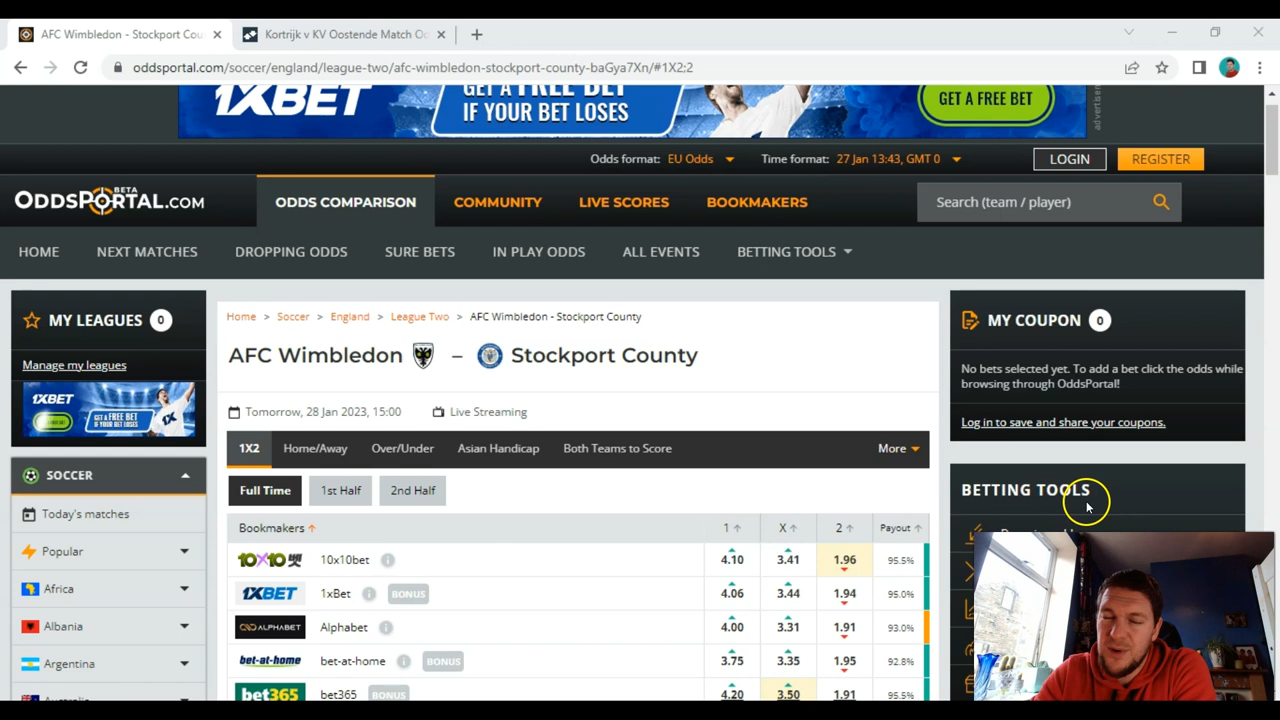 AFC Wimbledon - Stockport Cou
Kortrijk v KV Oostende Match Oc
oddsportal.com/soccer/england/league-two/afc-wimbledon-stockport-county-baGya7Xn/#1X2;2
1XBET
GET A FREE BET
IF YOUR BET LOSES
GET A FREE BET
Odds format: EU Odds
Time format: 27 Jan 13:43, GMT 0
LOGIN
REGISTER
BETA
ODDSPORTAL.COM
ODDS COMPARISON
COMMUNITY
LIVE SCORES
BOOKMAKERS
Search (team / player)
HOME
NEXT MATCHES
DROPPING ODDS
SURE BETS
IN PLAY ODDS
ALL EVENTS
BETTING TOOLS
MY LEAGUES 0
Manage my leagues
1XBET
SOCCER
Today's matches
Popular
Africa
Albania
Argentina
Home > Soccer > England > League Two > AFC Wimbledon - Stockport County
AFC Wimbledon – Stockport County
Tomorrow, 28 Jan 2023, 15:00
Live Streaming
1X2
Home/Away
Over/Under
Asian Handicap
Both Teams to Score
More
Full Time
1st Half
2nd Half
Bookmakers 1 X 2 Payout
10X10 10x10bet 4.10 3.41 1.96 95.5%
1XBET 1xBet BONUS 4.06 3.44 1.94 95.0%
ALPHABET Alphabet 4.00 3.31 1.91 93.0%
bet-at-home bet-at-home BONUS 3.75 3.35 1.95 92.8%
bet365 bet365 BONUS 4.20 3.50 1.91 95.5%
MY COUPON 0
No bets selected yet. To add a bet click the odds while
browsing through OddsPortal!
Log in to save and share your coupons.
BETTING TOOLS